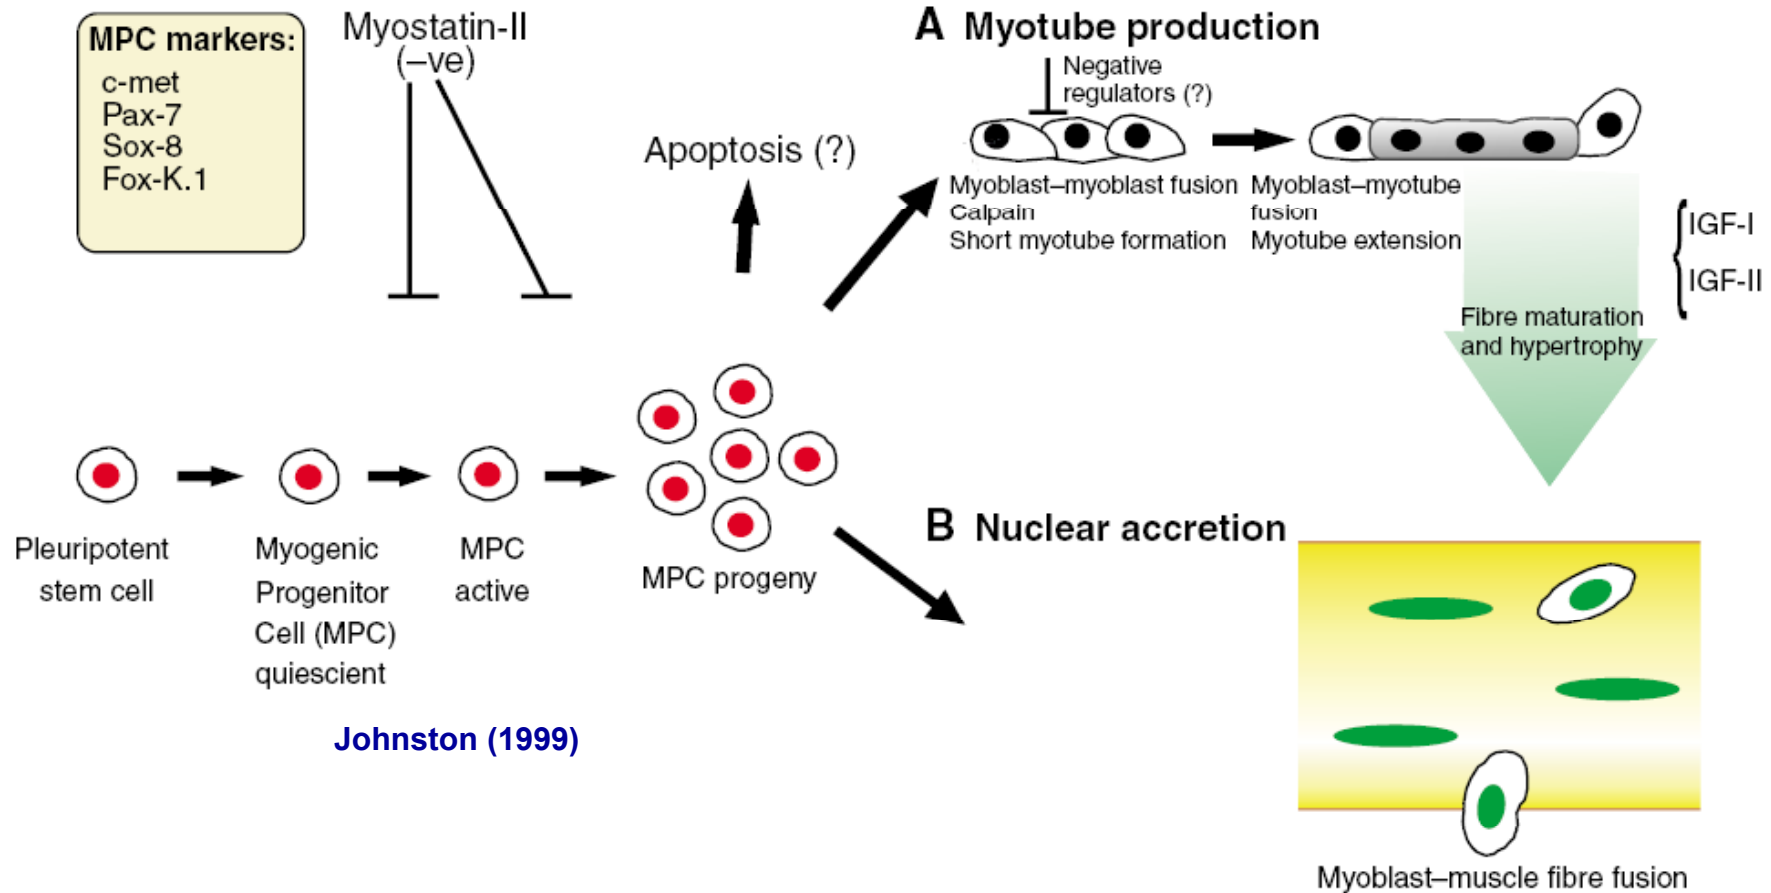 MPC markers:
c-met
Pax-7
Sox-8
Fox-K.1
Myostatin-II
(–ve)
Apoptosis (?)
A Myotube production
Negative
regulators (?)
Myoblast–myoblast fusion
Calpain
Short myotube formation
Myoblast–myotube
fusion
Myotube extension
IGF-I
IGF-II
Fibre maturation
and hypertrophy
Pleuripotent
stem cell
Myogenic
Progenitor
Cell (MPC)
quiescient
MPC
active
MPC progeny
B Nuclear accretion
Johnston (1999)
Myoblast–muscle fibre fusion